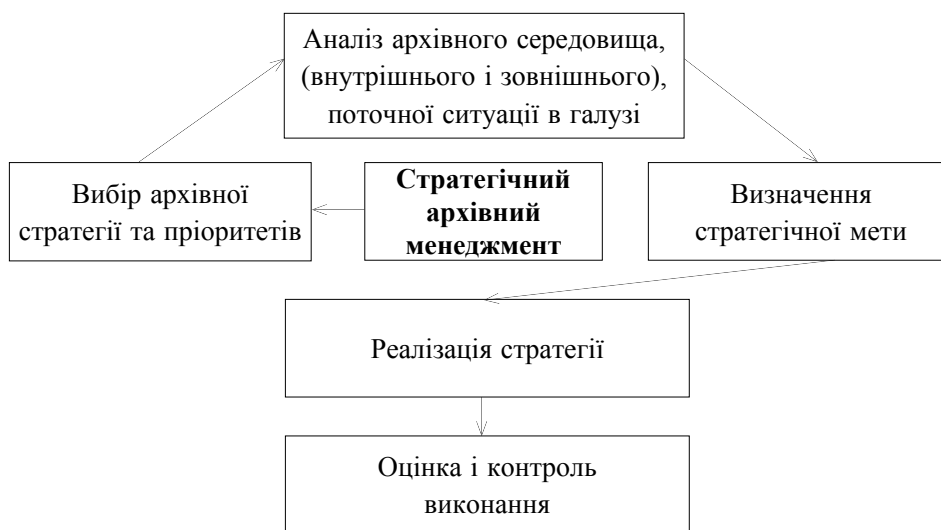 Аналіз архівного середовища,
(внутрішнього і зовнішнього),
поточної ситуації в галузі
Вибір архівної
стратегії та пріоритетів
Стратегічний
архівний
менеджмент
Визначення
стратегічної мети
Реалізація стратегії
Оцінка і контроль
виконання